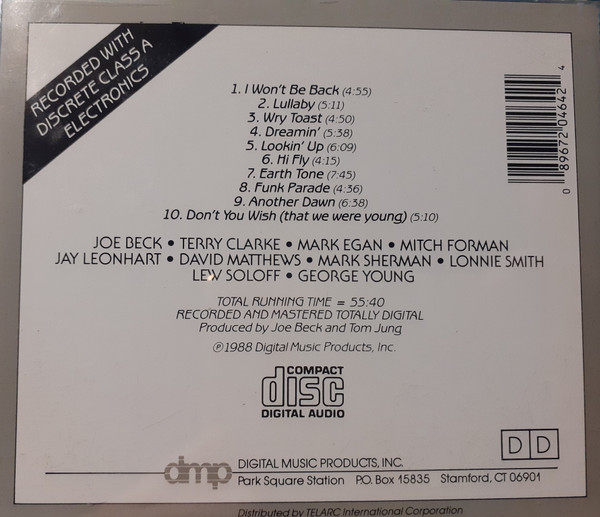 RECORDED WITH
DISCRETE CLASS A
ELECTRONICS
1. I Won't Be Back (4:55)
2. Lullaby (5:11)
3. Wry Toast (4:50)
4. Dreamin' (5:38)
5. Lookin' Up (6:09)
6. Hi Fly (4:15)
7. Earth Tone (7:45)
8. Funk Parade (4:36)
9. Another Dawn (6:38)
10. Don't You Wish (that we were young) (5:10)
0 89672 04642 4
JOE BECK • TERRY CLARKE • MARK EGAN • MITCH FORMAN
JAY LEONHART • DAVID MATTHEWS • MARK SHERMAN • LONNIE SMITH
LEW SOLOFF • GEORGE YOUNG
TOTAL RUNNING TIME = 55:40
RECORDED AND MASTERED TOTALLY DIGITAL
Produced by Joe Beck and Tom Jung
℗1988 Digital Music Products, Inc.
COMPACT
disc
DIGITAL AUDIO
DD
dmp DIGITAL MUSIC PRODUCTS, INC.
Park Square Station P.O. Box 15835 Stamford, CT 06901
Distributed by TELARC International Corporation